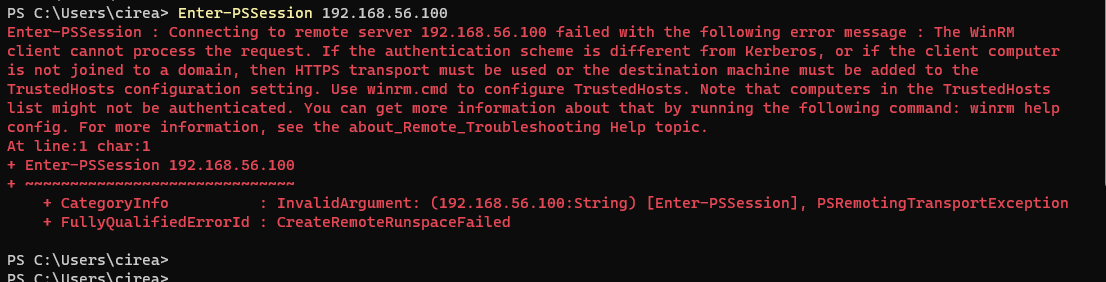 PS C:\Users\cirea> Enter-PSSession 192.168.56.100
Enter-PSSession : Connecting to remote server 192.168.56.100 failed with the following error message : The WinRM
client cannot process the request. If the authentication scheme is different from Kerberos, or if the client computer
is not joined to a domain, then HTTPS transport must be used or the destination machine must be added to the
TrustedHosts configuration setting. Use winrm.cmd to configure TrustedHosts. Note that computers in the TrustedHosts
list might not be authenticated. You can get more information about that by running the following command: winrm help
config. For more information, see the about_Remote_Troubleshooting Help topic.
At line:1 char:1
+ Enter-PSSession 192.168.56.100
+ ~~~~~~~~~~~~~~~~~~~~~~~~~~~~~~
    + CategoryInfo          : InvalidArgument: (192.168.56.100:String) [Enter-PSSession], PSRemotingTransportException
    + FullyQualifiedErrorId : CreateRemoteRunspaceFailed

PS C:\Users\cirea>
PS C:\Users\cirea>